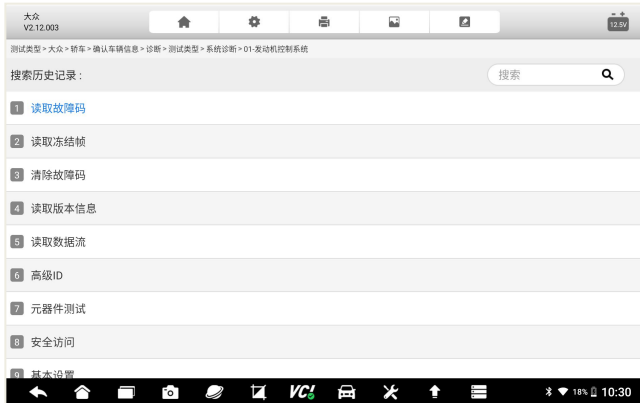 大众
V2.12.003
12.5V
测试类型 > 大众 > 轿车 > 确认车辆信息 > 诊断 > 测试类型 > 系统诊断 > 01-发动机控制系统
搜索历史记录 :
搜索
1 读取故障码
2 读取冻结帧
3 清除故障码
4 读取版本信息
5 读取数据流
6 高级ID
7 元器件测试
8 安全访问
9 基本设置
VC!
18% 10:30